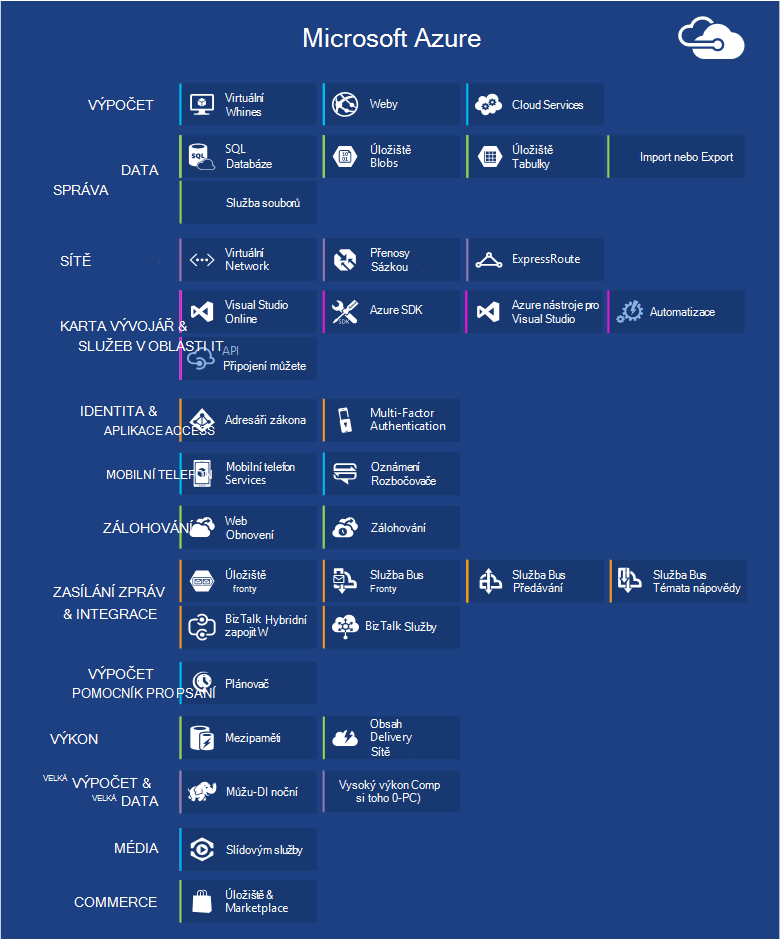 Microsoft Azure
VÝPOČET
Virtuální
Whines
Weby
Cloud Services
DATA
SPRÁVA
SQL
SQL
Databáze
10
01
Úložiště
Blobs
Úložiště
Tabulky
Import nebo Export
Služba souborů
SÍTĚ
Virtuální
Network
Přenosy
Sázkou
ExpressRoute
KARTA VÝVOJÁŘ &
SLUŽEB V OBLASTI IT
Visual Studio
Online
SDK
Azure SDK
Azure nástroje pro
Visual Studio
Automatizace
API
Připojení můžete
IDENTITA &
APLIKACE ACCESS
Adresáři zákona
Multi-Factor
Authentication
MOBILNÍ TELEFON
Mobilní telefon
Services
Oznámení
Rozbočovače
ZÁLOHOVÁNÍ
Web
Obnovení
Zálohování
ZASÍLÁNÍ ZPRÁV
& INTEGRACE
Úložiště
fronty
Služba Bus
Fronty
Služba Bus
Předávání
Služba Bus
Témata nápovědy
BizTalk Hybridní
zapojit W
BizTalk Služby
VÝPOČET
POMOCNÍK PRO PSANÍ
Plánovač
VÝKON
Mezipaměti
Obsah
Delivery
Sítě
VELKÁ VÝPOČET &
VELKÁ DATA
Můžu-DI noční
Vysoký výkon Comp
si toho 0-PC)
MÉDIA
Slídovým služby
COMMERCE
Úložiště &
Marketplace